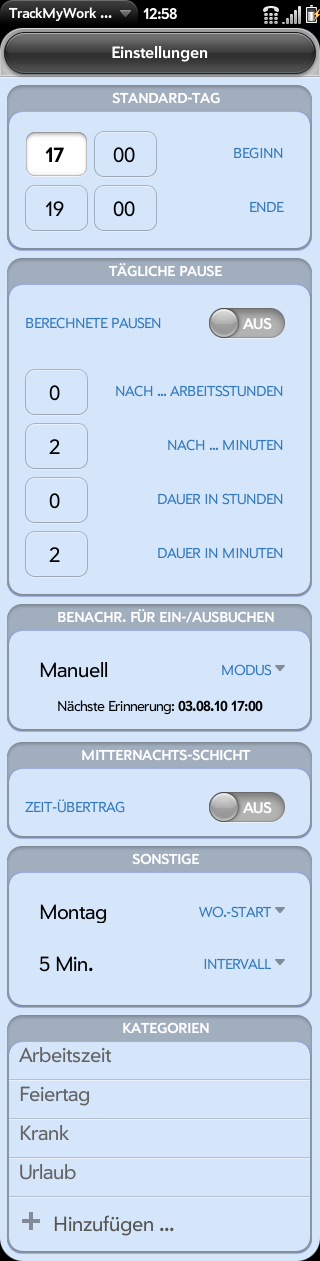 TrackMyWork ... 12:58
Einstellungen
STANDARD-TAG
17 00 BEGINN
19 00 ENDE
TÄGLICHE PAUSE
BERECHNETE PAUSEN AUS
0 NACH ... ARBEITSSTUNDEN
2 NACH ... MINUTEN
0 DAUER IN STUNDEN
2 DAUER IN MINUTEN
BENACHR. FÜR EIN-/AUSBUCHEN
Manuell MODUS
Nächste Erinnerung: 03.08.10 17:00
MITTERNACHTS-SCHICHT
ZEIT-ÜBERTRAG AUS
SONSTIGE
Montag WO.-START
5 Min. INTERVALL
KATEGORIEN
Arbeitszeit
Feiertag
Krank
Urlaub
Hinzufügen ...